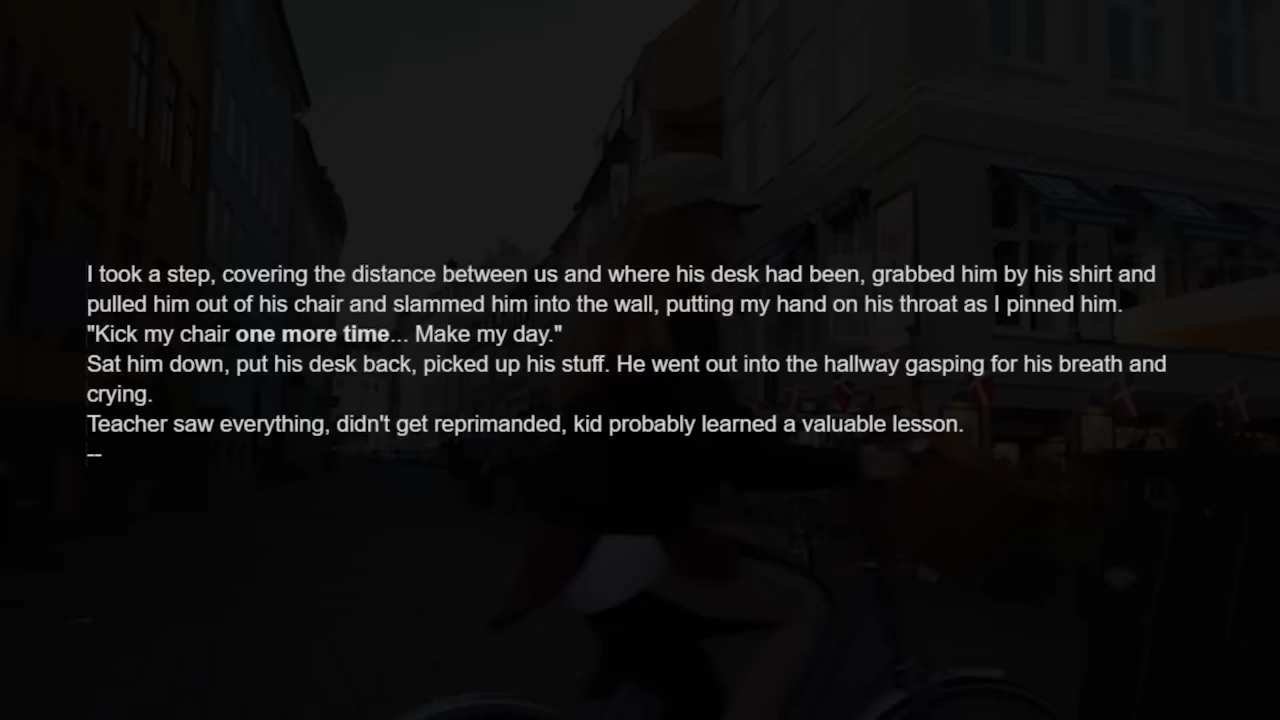 I took a step, covering the distance between us and where his desk had been, grabbed him by his shirt and
pulled him out of his chair and slammed him into the wall, putting my hand on his throat as I pinned him.
"Kick my chair one more time... Make my day."
Sat him down, put his desk back, picked up his stuff. He went out into the hallway gasping for his breath and
crying.
Teacher saw everything, didn't get reprimanded, kid probably learned a valuable lesson.
--